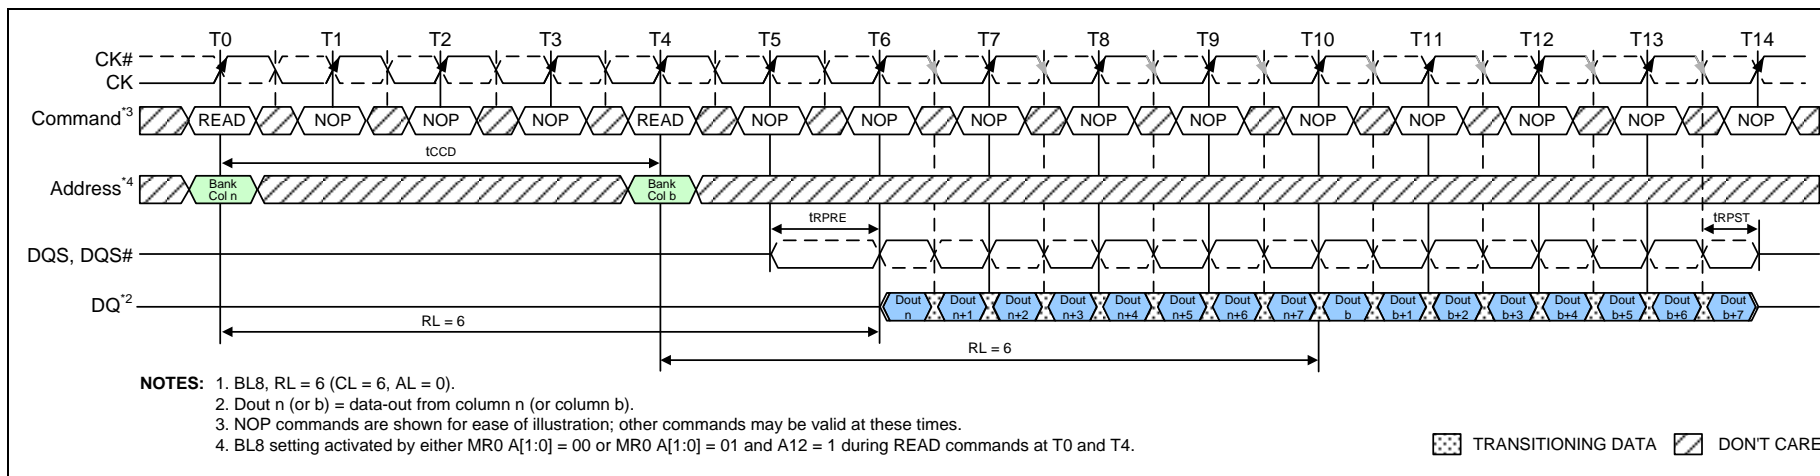 T0 T1 T2 T3 T4 T5 T6 T7 T8 T9 T10 T11 T12 T13 T14
CK#
CK
Command*3 READ NOP NOP NOP READ NOP NOP NOP NOP NOP NOP NOP NOP NOP NOP
tCCD
Address*4 Bank Col n Bank Col b
tRPRE tRPST
DQS, DQS#
DQ*2 Dout n Dout n+1 Dout n+2 Dout n+3 Dout n+4 Dout n+5 Dout n+6 Dout n+7 Dout b Dout b+1 Dout b+2 Dout b+3 Dout b+4 Dout b+5 Dout b+6 Dout b+7
RL = 6
RL = 6
NOTES: 1. BL8, RL = 6 (CL = 6, AL = 0).
2. Dout n (or b) = data-out from column n (or column b).
3. NOP commands are shown for ease of illustration; other commands may be valid at these times.
4. BL8 setting activated by either MR0 A[1:0] = 00 or MR0 A[1:0] = 01 and A12 = 1 during READ commands at T0 and T4.
TRANSITIONING DATA DON'T CARE